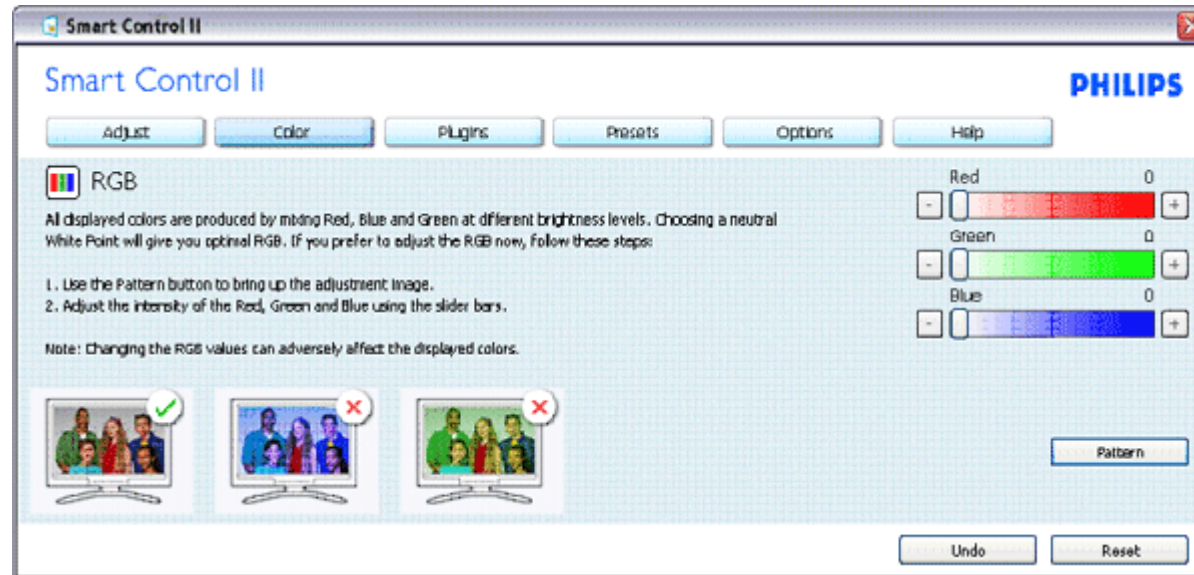 Smart Control II
Smart Control II
PHILIPS
Adjust Color Plugins Presets Options Help
RGB
All displayed colors are produced by mixing Red, Blue and Green at different brightness levels. Choosing a neutral
White Point will give you optimal RGB. If you prefer to adjust the RGB now, follow these steps:
1. Use the Pattern button to bring up the adjustment image.
2. Adjust the intensity of the Red, Green and Blue using the slider bars.
Note: Changing the RGB values can adversely affect the displayed colors.
Red 0
- +
Green 0
- +
Blue 0
- +
Pattern
Undo Reset